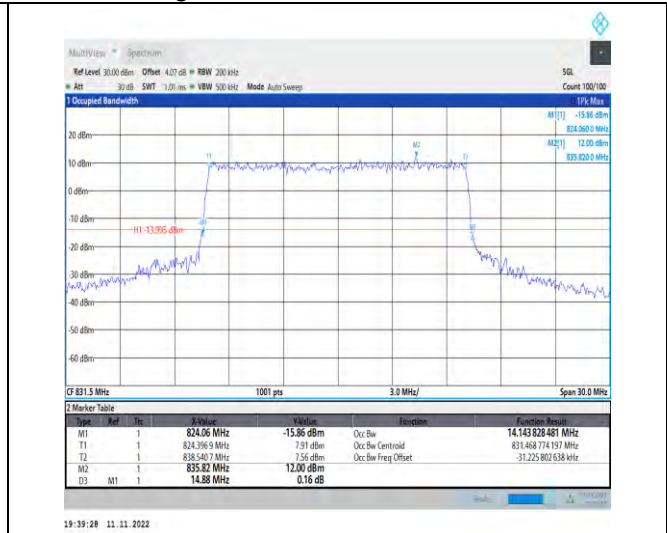 MultiView Spectrum
Ref Level 30.00 dBm Offset 4.07 dB RBW 200 kHz SGL
Att 30 dB SWT 1.01 ms VBW 500 kHz Mode Auto Sweep Count 100/100
1 Occupied Bandwidth 1Pk Max
M1[1] -15.86 dBm
824.0600 MHz
M2[1] 12.00 dBm
835.8200 MHz
20 dBm
M2
T1
10 dBm
0 dBm
-10 dBm
H1 -13.995 dBm
-20 dBm
-30 dBm
-40 dBm
-50 dBm
-60 dBm
CF 831.5 MHz 1001 pts 3.0 MHz/ Span 30.0 MHz
2 Marker Table
Type Ref Trc X-Value Y-Value Function Function Result
M1 1 824.06 MHz -15.86 dBm Occ Bw 14.143 828 481 MHz
T1 1 824.396 9 MHz 7.91 dBm Occ Bw Centroid 831.468 774 197 MHz
T2 1 838.540 7 MHz 7.56 dBm Occ Bw Freq Offset -31.225 802 638 kHz
M2 1 835.82 MHz 12.00 dBm
D3 M1 1 14.88 MHz 0.16 dB
19:39:28 11.11.2022